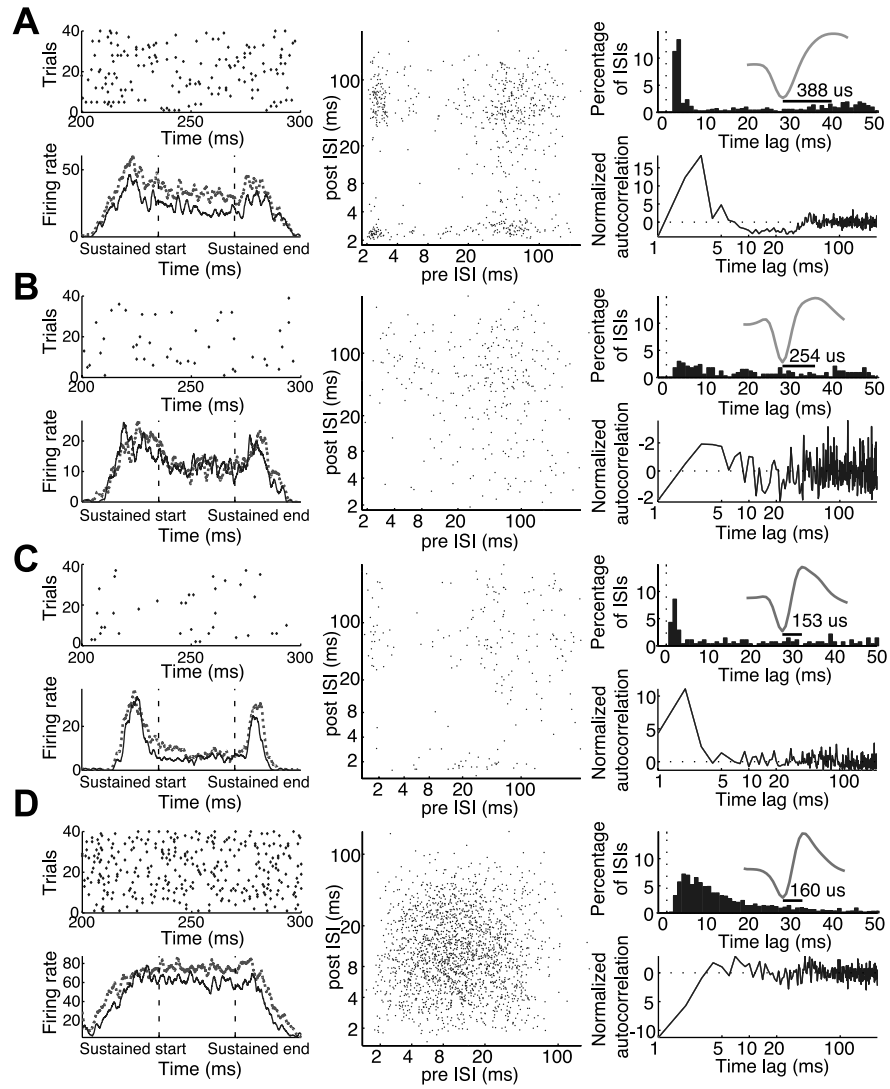 A
Trials
40
20
0
200
250
300
Time (ms)
Firing rate
50
0
Sustained start
Sustained end
Time (ms)
post ISI (ms)
100
20
8
4
2
2
4
8
20
100
pre ISI (ms)
Percentage
of ISIs
10
5
0
388 us
0
10
20
30
40
50
Time lag (ms)
Normalized
autocorrelation
15
10
5
0
1
5
10
20
100
Time lag (ms)
B
Trials
40
20
0
200
250
300
Time (ms)
Firing rate
20
10
0
Sustained start
Sustained end
Time (ms)
post ISI (ms)
100
20
8
4
2
2
4
8
20
100
pre ISI (ms)
Percentage
of ISIs
10
5
0
254 us
0
10
20
30
40
50
Time lag (ms)
Normalized
autocorrelation
-2
0
-2
1
5
10
20
100
Time lag (ms)
C
Trials
40
20
0
200
250
300
Time (ms)
Firing rate
20
0
Sustained start
Sustained end
Time (ms)
post ISI (ms)
100
20
8
4
2
2
4
8
20
100
pre ISI (ms)
Percentage
of ISIs
10
5
0
153 us
0
10
20
30
40
50
Time lag (ms)
Normalized
autocorrelation
10
5
0
1
5
10
20
100
Time lag (ms)
D
Trials
40
20
0
200
250
300
Time (ms)
Firing rate
80
60
40
20
Sustained start
Sustained end
Time (ms)
post ISI (ms)
100
20
8
4
2
2
4
8
20
100
pre ISI (ms)
Percentage
of ISIs
10
5
0
160 us
0
10
20
30
40
50
Time lag (ms)
Normalized
autocorrelation
0
-5
-10
1
5
10
20
100
Time lag (ms)